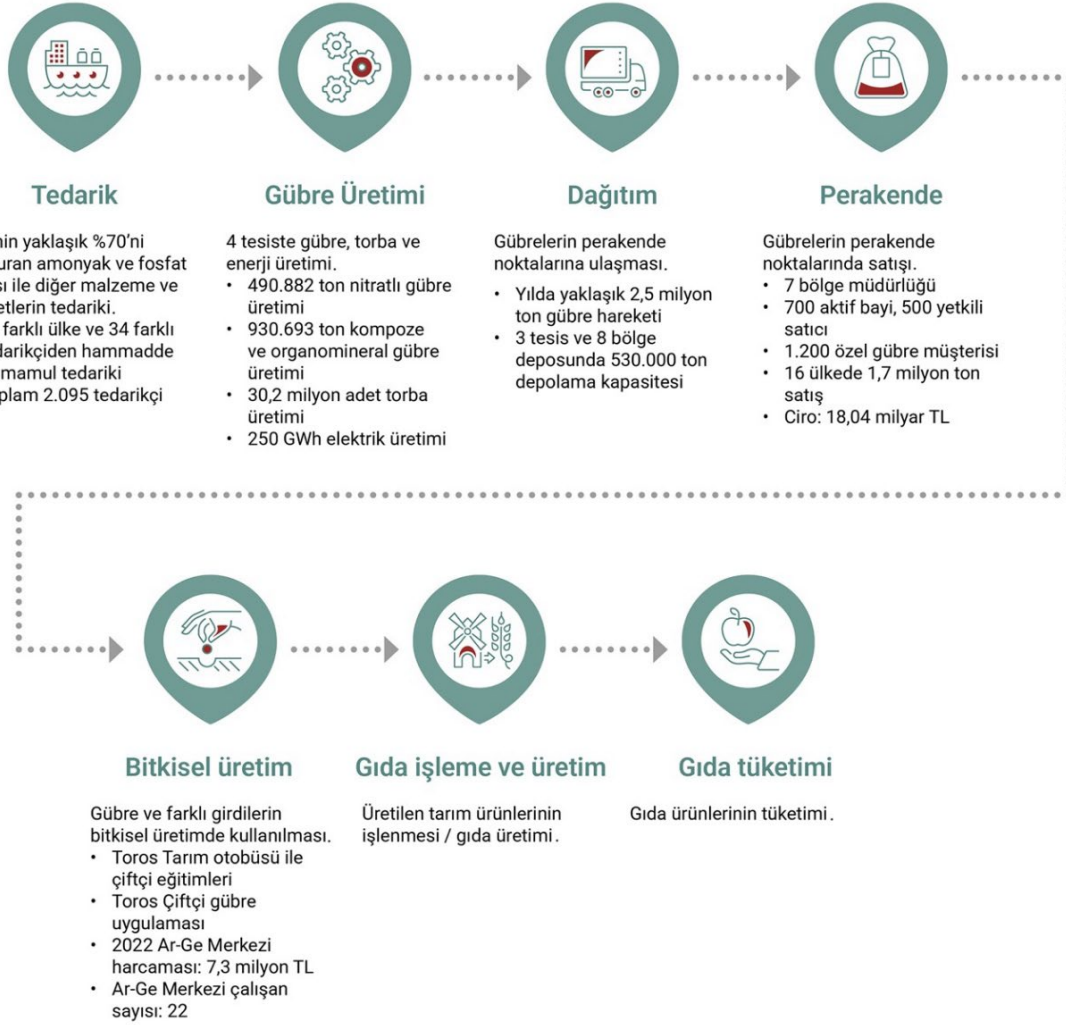 Tedarik
yaklaşık %70'ni
amonyak ve fosfat
ile diğer malzeme ve
tedariki.
farklı ülke ve 34 farklı
hammadde
mamul tedariki
2.095 tedarikçi
Gübre Üretimi
4 tesiste gübre, torba ve
enerji üretimi.
• 490.882 ton nitratlı gübre
üretimi
• 930.693 ton kompoze
ve organomineral gübre
üretimi
• 30,2 milyon adet torba
üretimi
• 250 GWh elektrik üretimi
Dağıtım
Gübrelerin perakende
noktalarına ulaşması.
• Yılda yaklaşık 2,5 milyon
ton gübre hareketi
• 3 tesis ve 8 bölge
deposunda 530.000 ton
depolama kapasitesi
Perakende
Gübrelerin perakende
noktalarında satışı.
• 7 bölge müdürlüğü
• 700 aktif bayi, 500 yetkili
satıcı
• 1.200 özel gübre müşterisi
• 16 ülkede 1,7 milyon ton
satış
• Ciro: 18,04 milyar TL
Bitkisel üretim
Gübre ve farklı girdilerin
bitkisel üretimde kullanılması.
• Toros Tarım otobüsü ile
çiftçi eğitimleri
• Toros Çiftçi gübre
uygulaması
• 2022 Ar-Ge Merkezi
harcaması: 7,3 milyon TL
• Ar-Ge Merkezi çalışan
sayısı: 22
Gıda işleme ve üretim
Üretilen tarım ürünlerinin
işlenmesi / gıda üretimi.
Gıda tüketimi
Gıda ürünlerinin tüketimi.